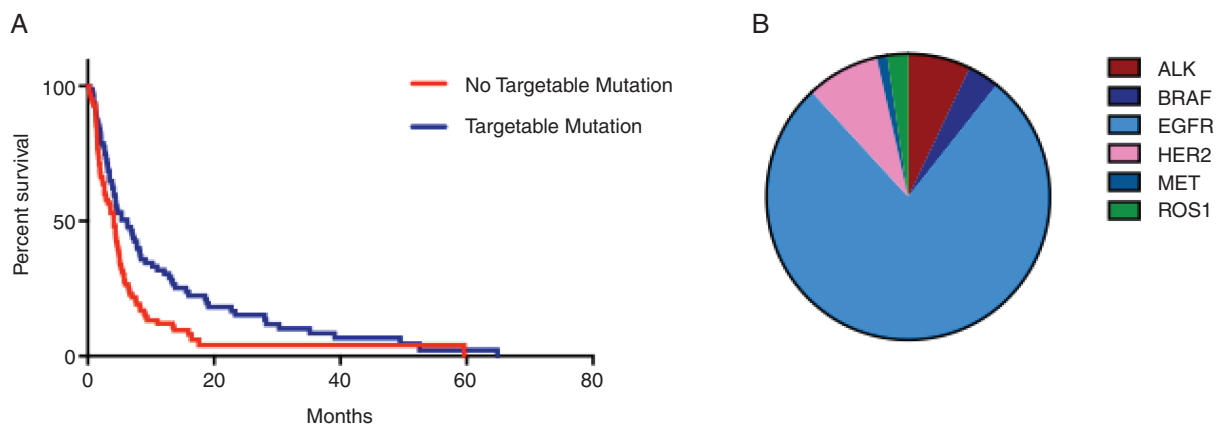 A
Percent survival
100
50
0
0 20 40 60 80
Months
No Targetable Mutation
Targetable Mutation
B
ALK
BRAF
EGFR
HER2
MET
ROS1